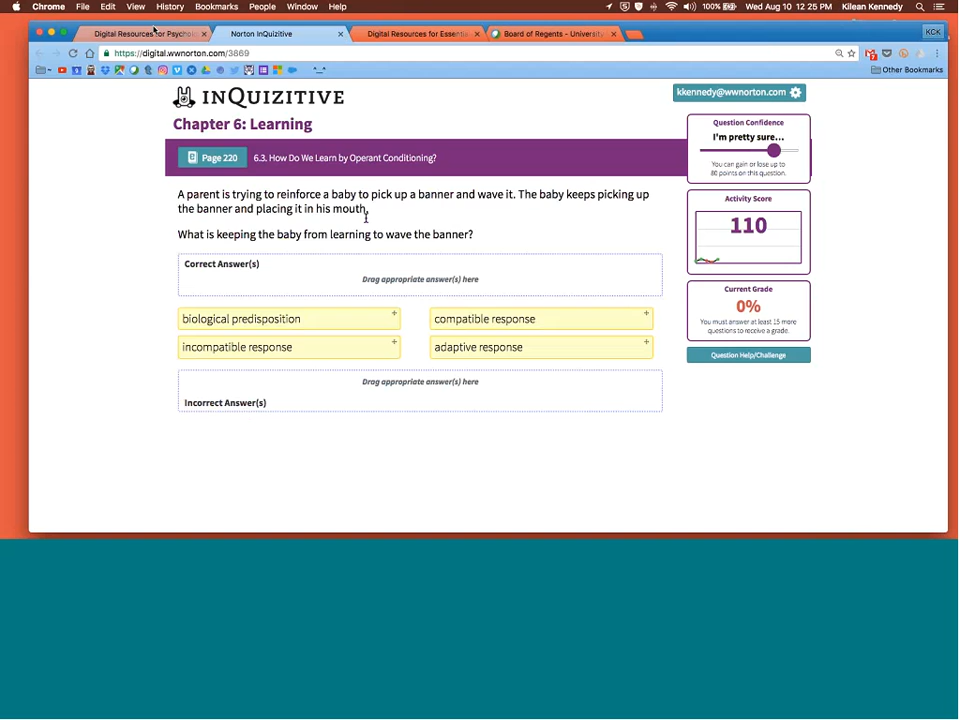 Chrome File Edit View History Bookmarks People Window Help 100% Wed Aug 10 12:25 PM Kilean Kennedy
Digital Resources for Psycholo × Norton InQuizitive × Digital Resources for Essenti × Board of Regents - University × KCK
https://digital.wwnorton.com/3869
Other Bookmarks
INQUIZITIVE
kkennedy@wwnorton.com
Chapter 6: Learning
Page 220 6.3. How Do We Learn by Operant Conditioning?
A parent is trying to reinforce a baby to pick up a banner and wave it. The baby keeps picking up
the banner and placing it in his mouth.
What is keeping the baby from learning to wave the banner?
Correct Answer(s)
Drag appropriate answer(s) here
biological predisposition + compatible response +
incompatible response + adaptive response +
Drag appropriate answer(s) here
Incorrect Answer(s)
Question Confidence
I'm pretty sure...
You can gain or lose up to
80 points on this question.
Activity Score
110
Current Grade
0%
You must answer at least 15 more
questions to receive a grade.
Question Help/Challenge